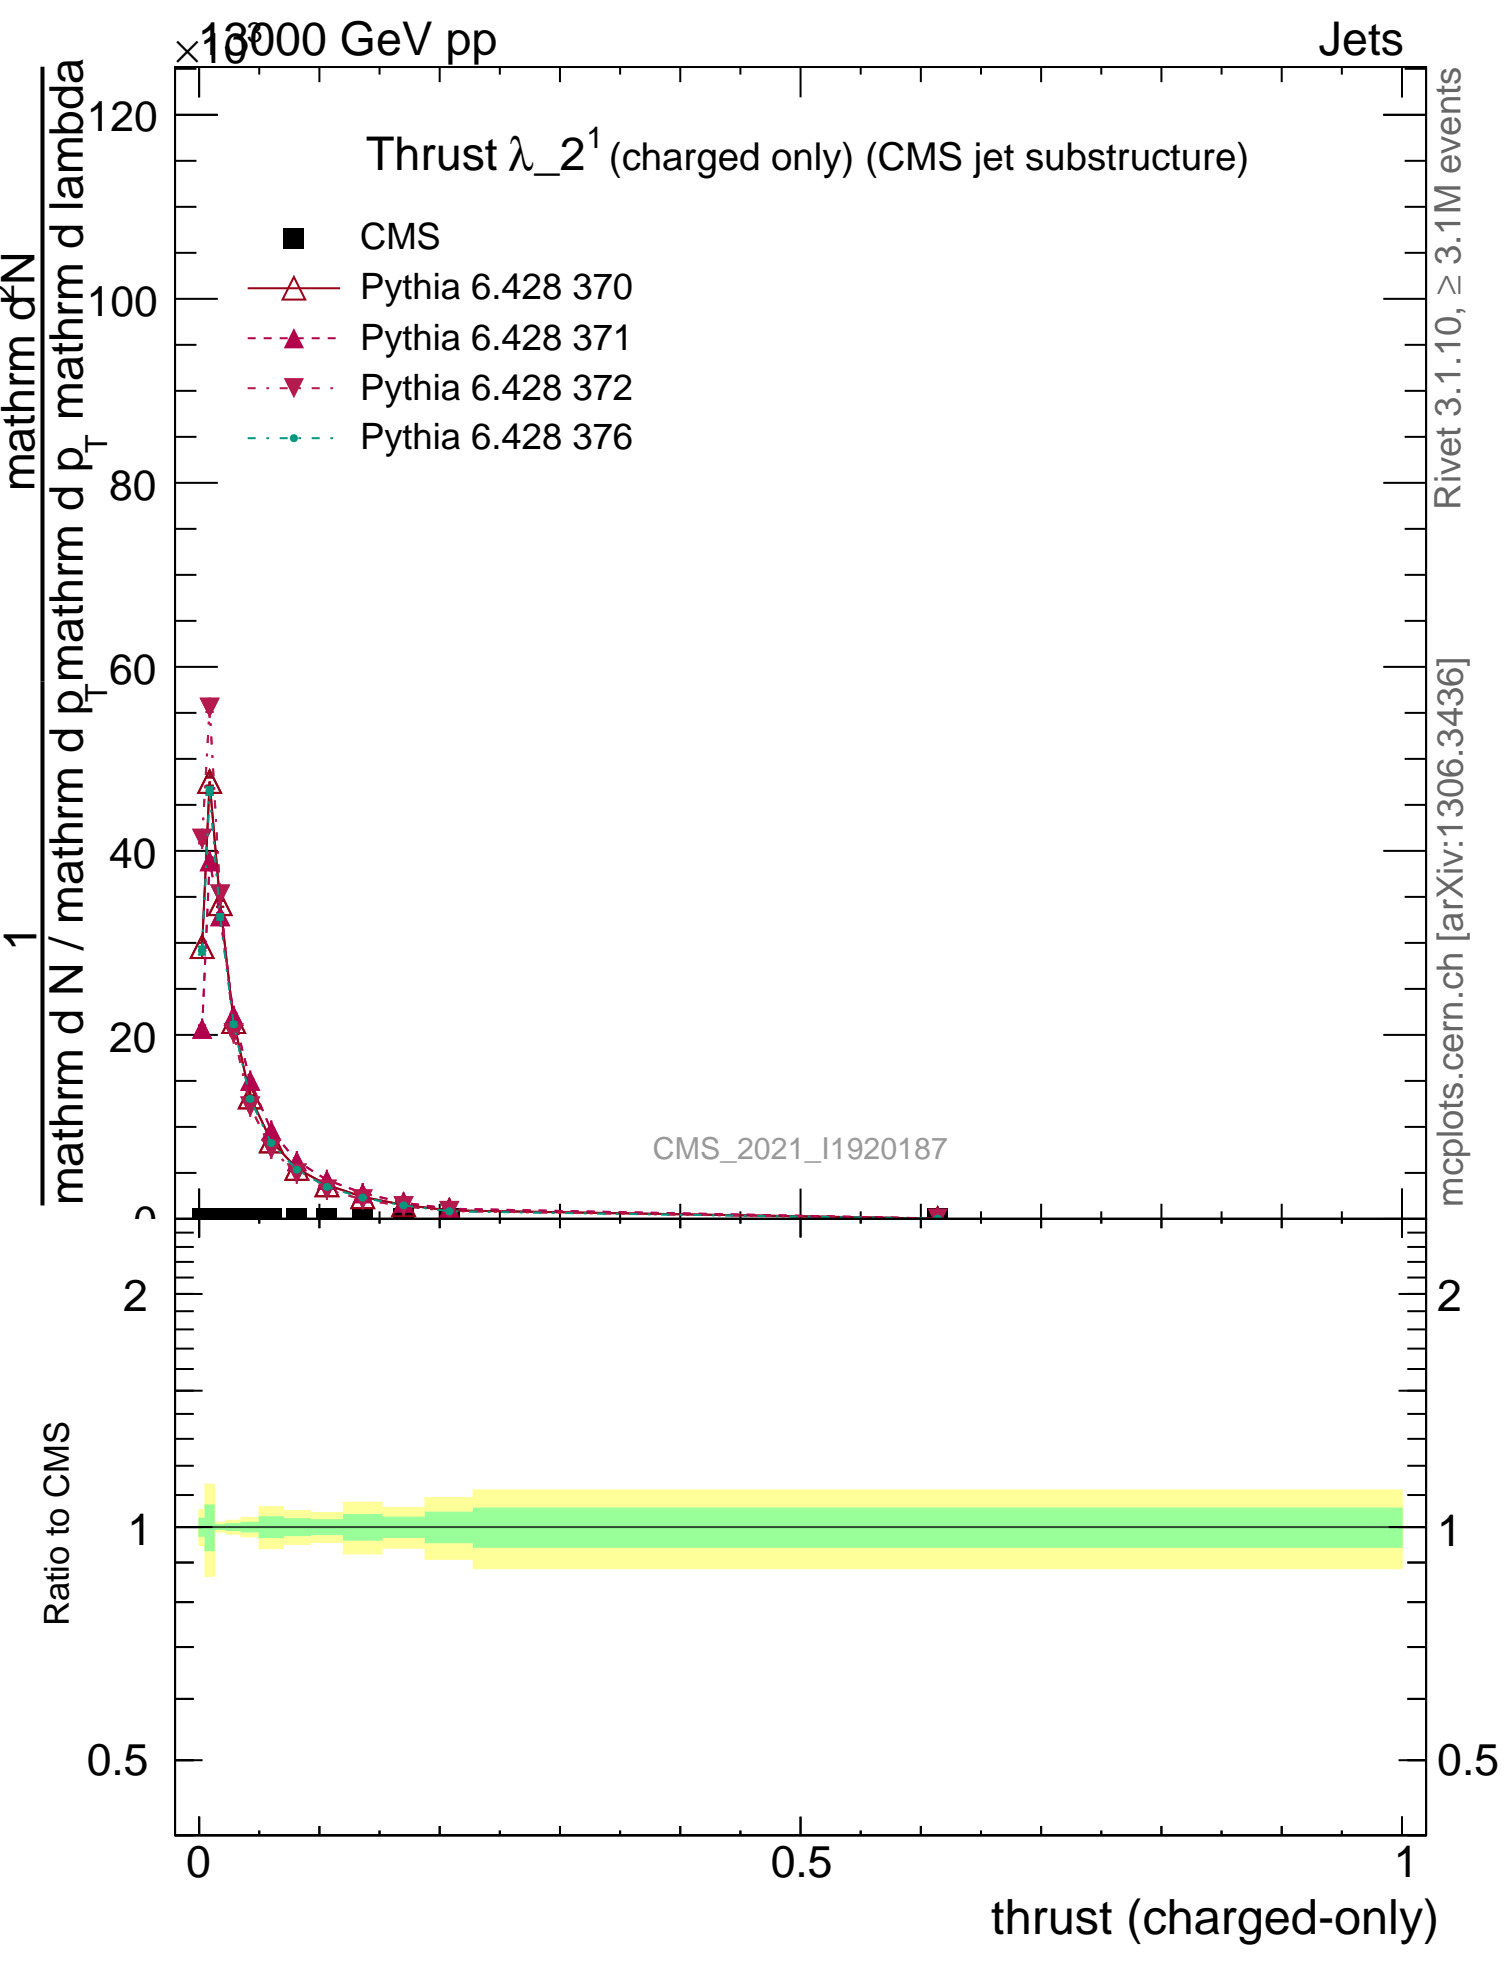 ×10³
13000 GeV pp
Jets
Thrust λ_2¹ (charged only) (CMS jet substructure)
CMS
Pythia 6.428 370
Pythia 6.428 371
Pythia 6.428 372
Pythia 6.428 376
120
100
80
60
40
20
0
mathrm d²N
mathrm d p_T mathrm d lambda
1
mathrm d N / mathrm d p_T
CMS_2021_I1920187
Rivet 3.1.10, ≥ 3.1M events
mcplots.cern.ch [arXiv:1306.3436]
Ratio to CMS
2
1
0.5
2
1
0.5
0
0.5
1
thrust (charged-only)